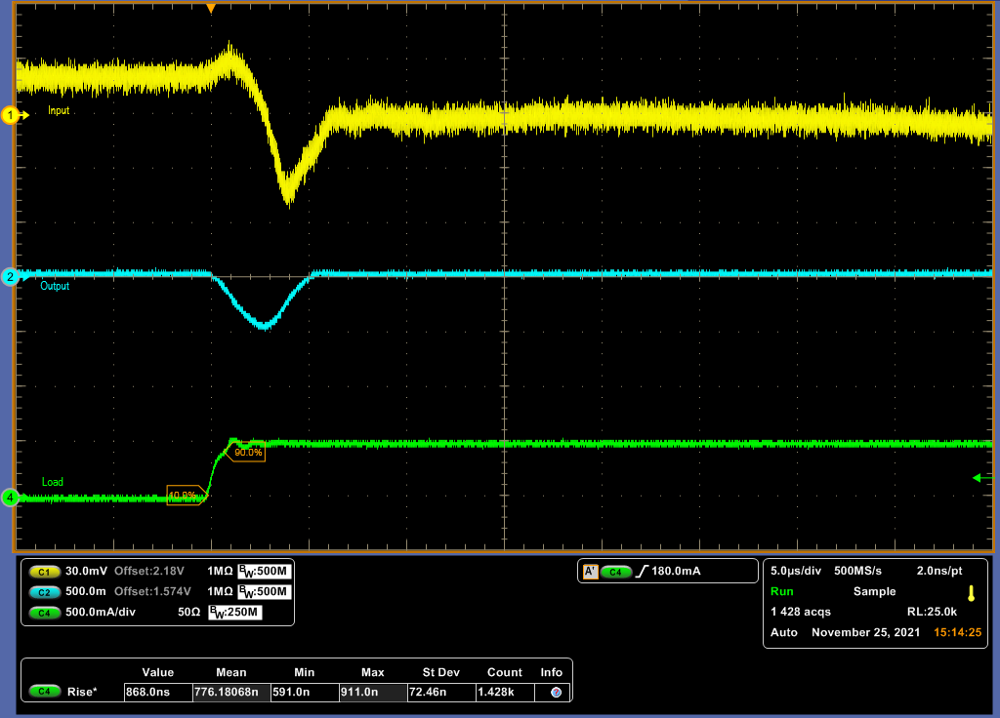 1
Input
2
Output
90.0%
Load
10.0%
4
C1 30.0mV Offset:2.18V 1MΩ BW:500M
C2 500.0m Offset:1.574V 1MΩ BW:500M
C4 500.0mA/div 50Ω BW:250M
A' C4 180.0mA
5.0µs/div 500MS/s 2.0ns/pt
Run Sample
1 428 acqs RL:25.0k
Auto November 25, 2021 15:14:25
Value Mean Min Max St Dev Count Info
C4 Rise* 868.0ns 776.18068n 591.0n 911.0n 72.46n 1.428k